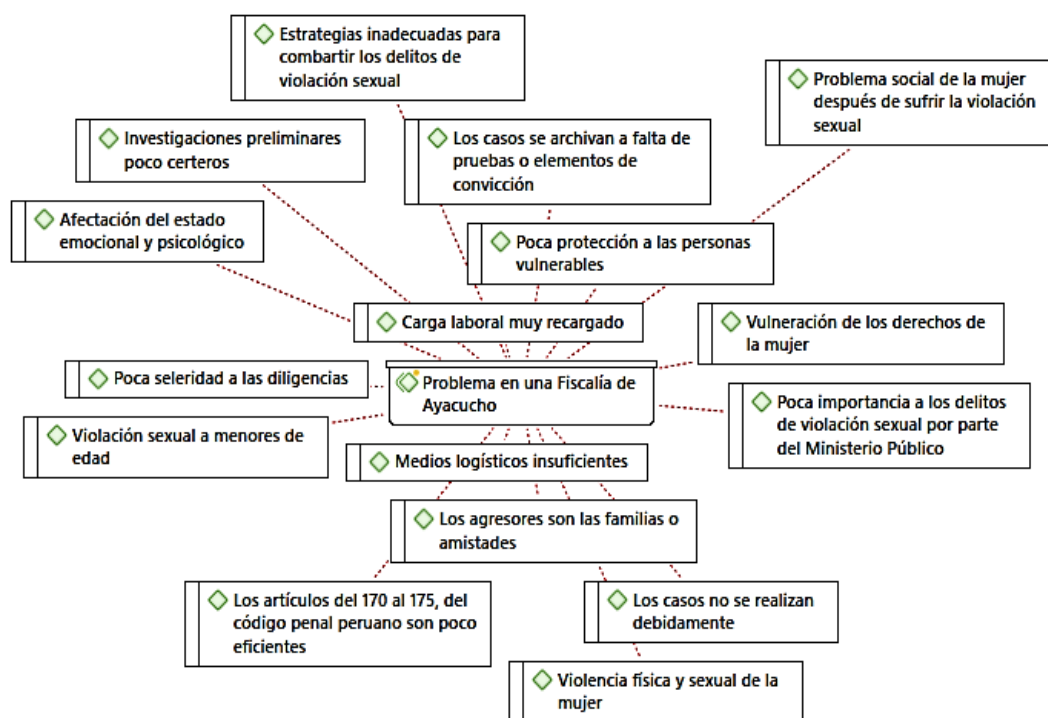 Estrategias inadecuadas para
combartir los delitos de
violación sexual
Problema social de la mujer
después de sufrir la violación
sexual
Investigaciones preliminares
poco certeros
Los casos se archivan a falta de
pruebas o elementos de
convicción
Afectación del estado
emocional y psicológico
Poca protección a las personas
vulnerables
Carga laboral muy recargado
Vulneración de los derechos de
la mujer
Poca seleridad a las diligencias
Problema en una Fiscalía de
Ayacucho
Poca importancia a los delitos
de violación sexual por parte
del Ministerio Público
Violación sexual a menores de
edad
Medios logísticos insuficientes
Los agresores son las familias o
amistades
Los artículos del 170 al 175, del
código penal peruano son poco
eficientes
Los casos no se realizan
debidamente
Violencia física y sexual de la
mujer